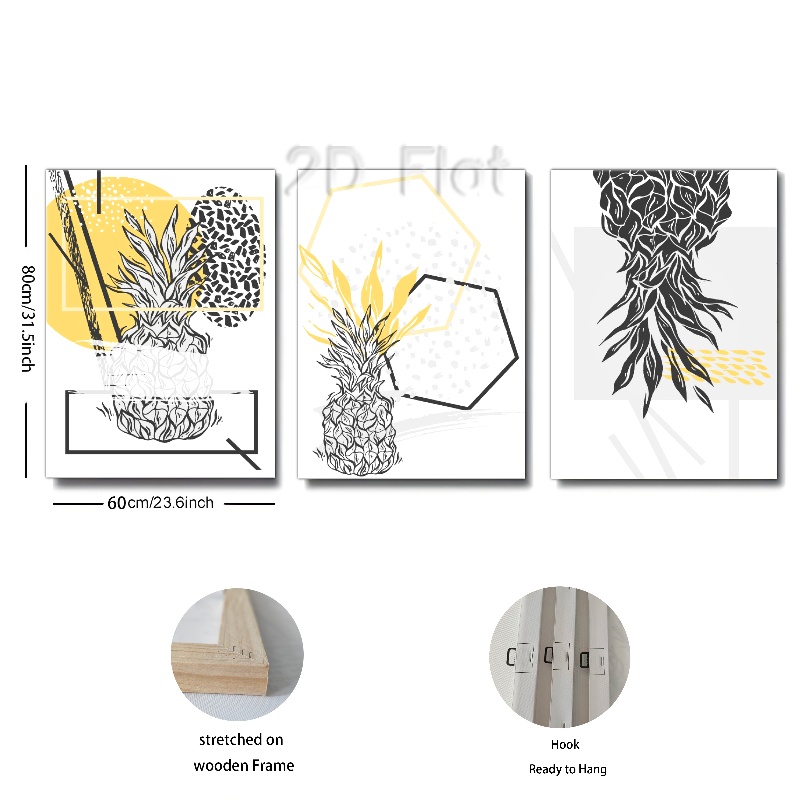 2D Flat
80cm/31.5inch
60cm/23.6inch
stretched on
wooden Frame
Hook
Ready to Hang